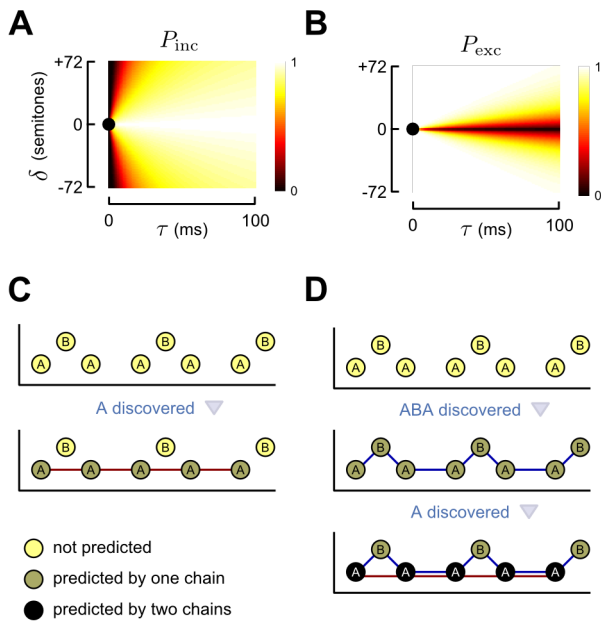 A
P_inc
+72
0
-72
δ (semitones)
0
100
τ (ms)
1
0
B
P_exc
+72
0
-72
0
100
τ (ms)
1
0
C
B B B
A A A A A
A discovered
B B B
A A A A A
not predicted
predicted by one chain
predicted by two chains
D
B B B
A A A A A
ABA discovered
B B B
A A A A A
A discovered
B B B
A A A A A